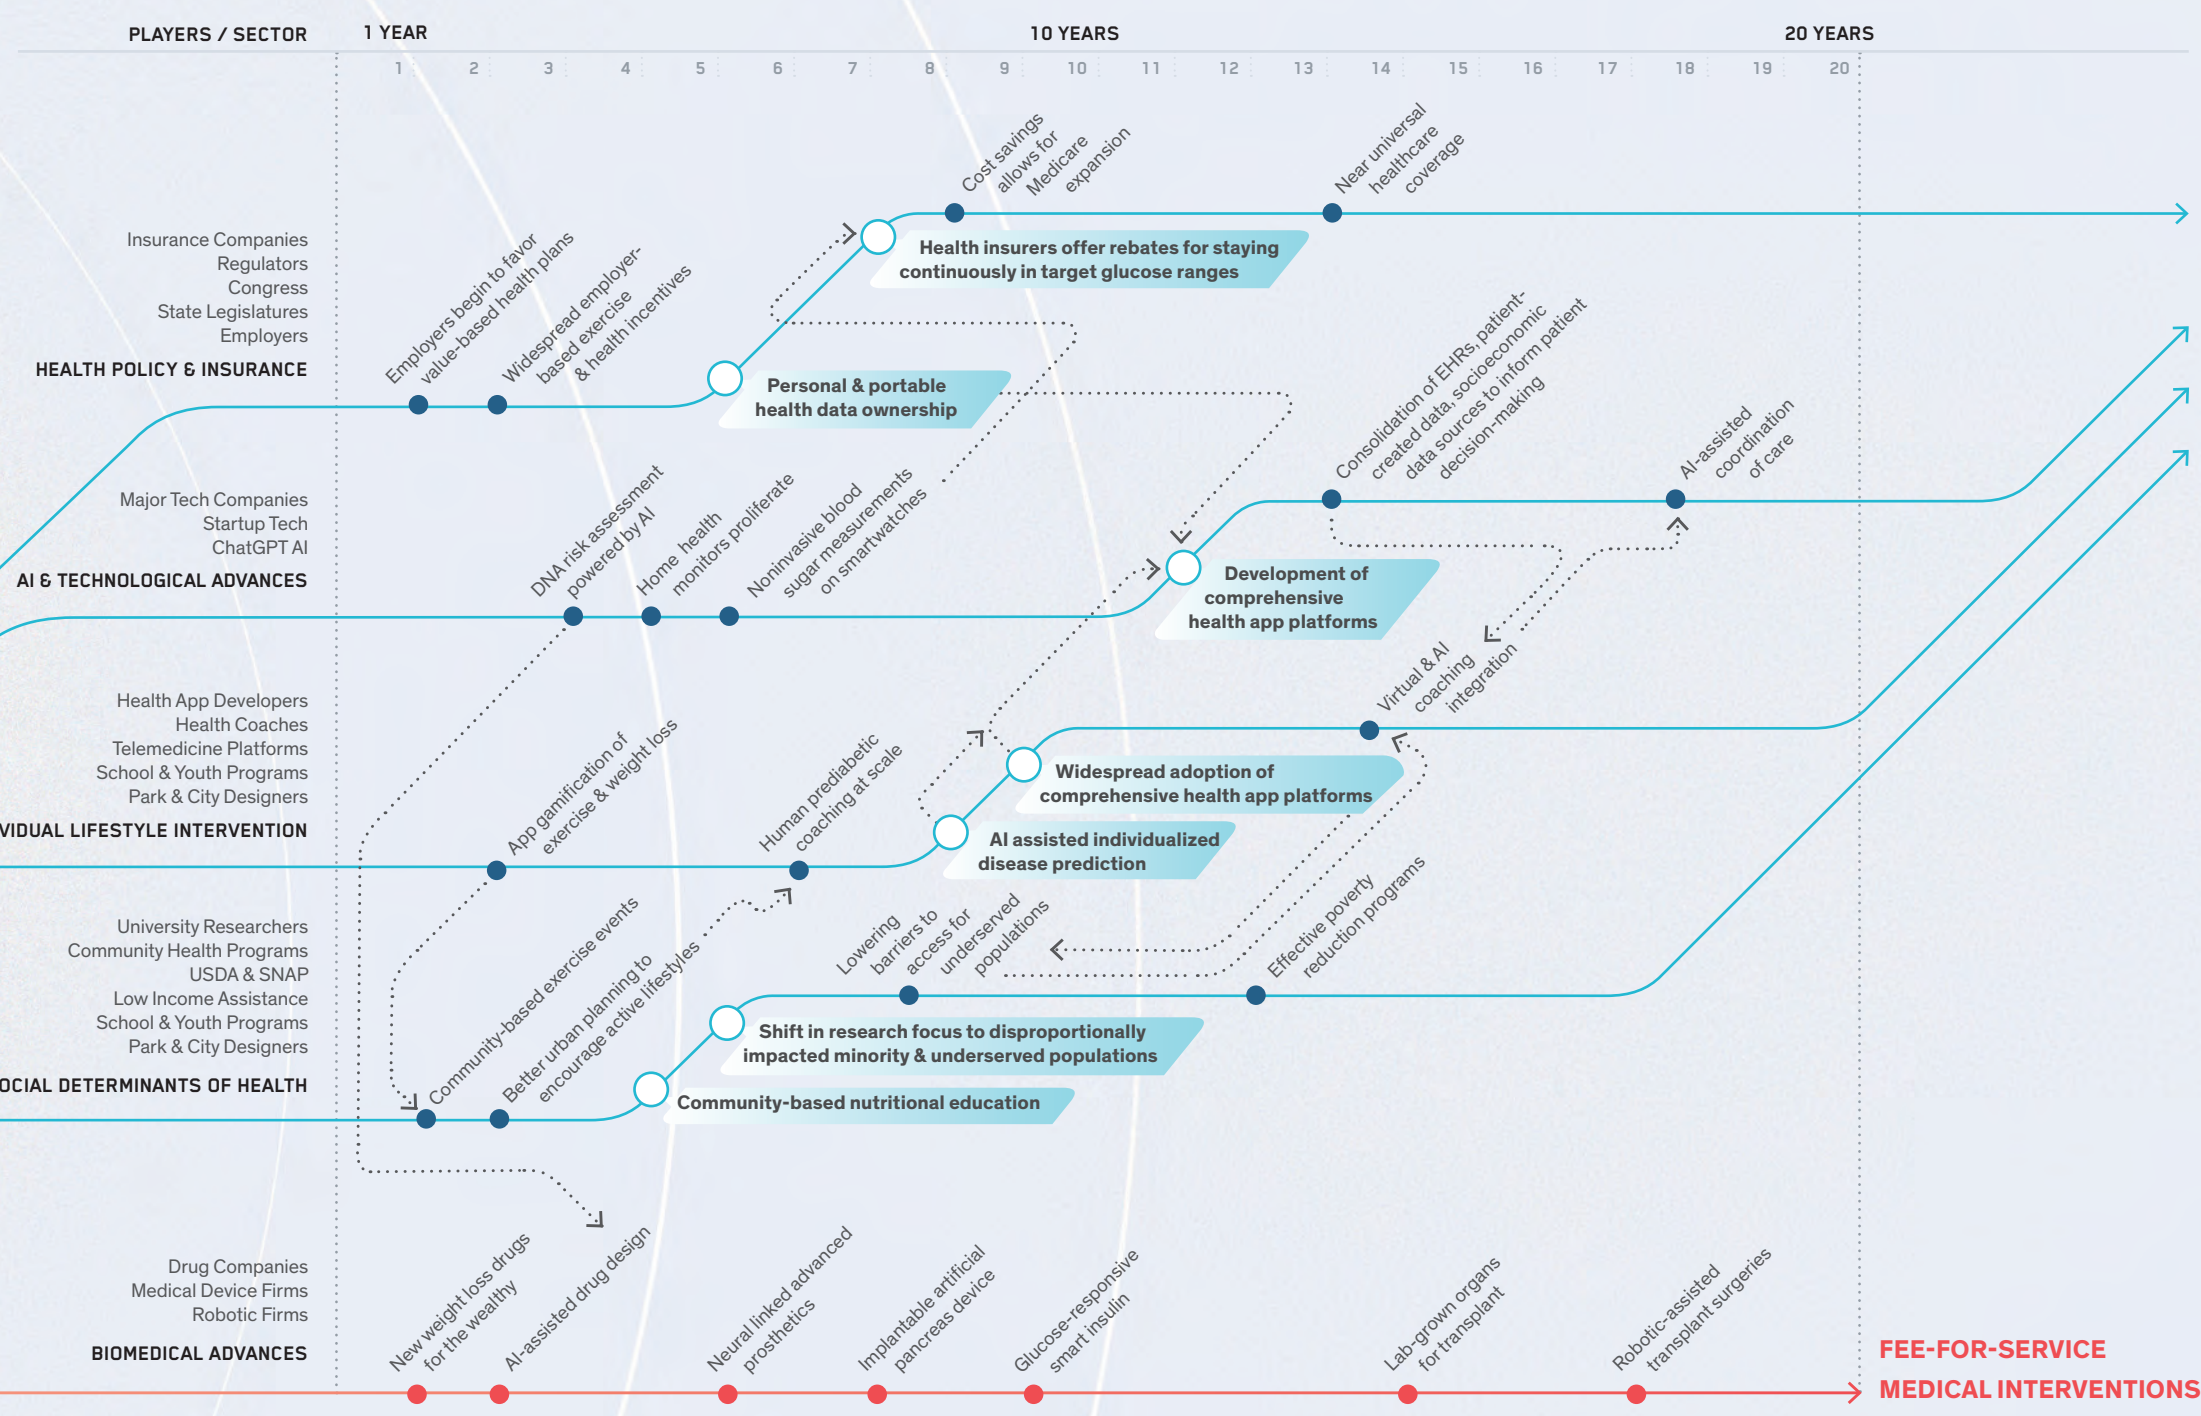 PLAYERS / SECTOR
1 YEAR
10 YEARS
20 YEARS
1 2 3 4 5 6 7 8 9 10 11 12 13 14 15 16 17 18 19 20
Insurance Companies
Regulators
Congress
State Legislatures
Employers
HEALTH POLICY & INSURANCE
Employers begin to favor
value-based health plans
Widespread employer-
based exercise
& health incentives
Personal & portable
health data ownership
Health insurers offer rebates for staying
continuously in target glucose ranges
Cost savings
allows for
Medicare
expansion
Near universal
healthcare
coverage
Major Tech Companies
Startup Tech
ChatGPT AI
AI & TECHNOLOGICAL ADVANCES
DNA risk assessment
powered by AI
Home health
monitors proliferate
Noninvasive blood
sugar measurements
on smartwatches
Development of
comprehensive
health app platforms
Consolidation of EHRs, patient-
created data, socioeconomic
data sources to inform patient
decision-making
AI-assisted
coordination
of care
Health App Developers
Health Coaches
Telemedicine Platforms
School & Youth Programs
Park & City Designers
VIDUAL LIFESTYLE INTERVENTION
App gamification of
exercise & weight loss
Human prediabetic
coaching at scale
AI assisted individualized
disease prediction
Widespread adoption of
comprehensive health app platforms
Virtual & AI
coaching
integration
University Researchers
Community Health Programs
USDA & SNAP
Low Income Assistance
School & Youth Programs
Park & City Designers
OCIAL DETERMINANTS OF HEALTH
Community-based exercise events
Better urban planning to
encourage active lifestyles
Community-based nutritional education
Shift in research focus to disproportionally
impacted minority & underserved populations
Lowering
barriers to
access for
underserved
populations
Effective poverty
reduction programs
Drug Companies
Medical Device Firms
Robotic Firms
BIOMEDICAL ADVANCES
New weight loss drugs
for the wealthy
AI-assisted drug design
Neural linked advanced
prosthetics
Implantable artificial
pancreas device
Glucose-responsive
smart insulin
Lab-grown organs
for transplant
Robotic-assisted
transplant surgeries
FEE-FOR-SERVICE
MEDICAL INTERVENTIONS